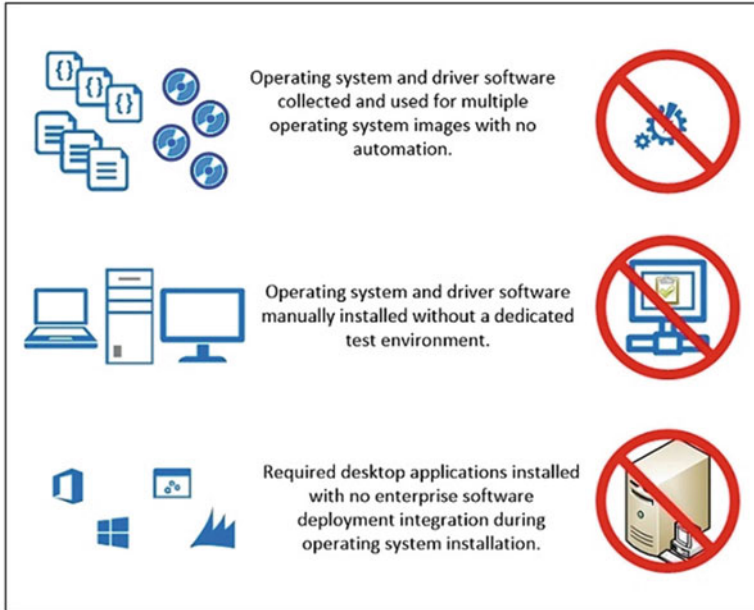 Operating system and driver software
collected and used for multiple
operating system images with no
automation.
Operating system and driver software
manually installed without a dedicated
test environment.
Required desktop applications installed
with no enterprise software
deployment integration during
operating system installation.